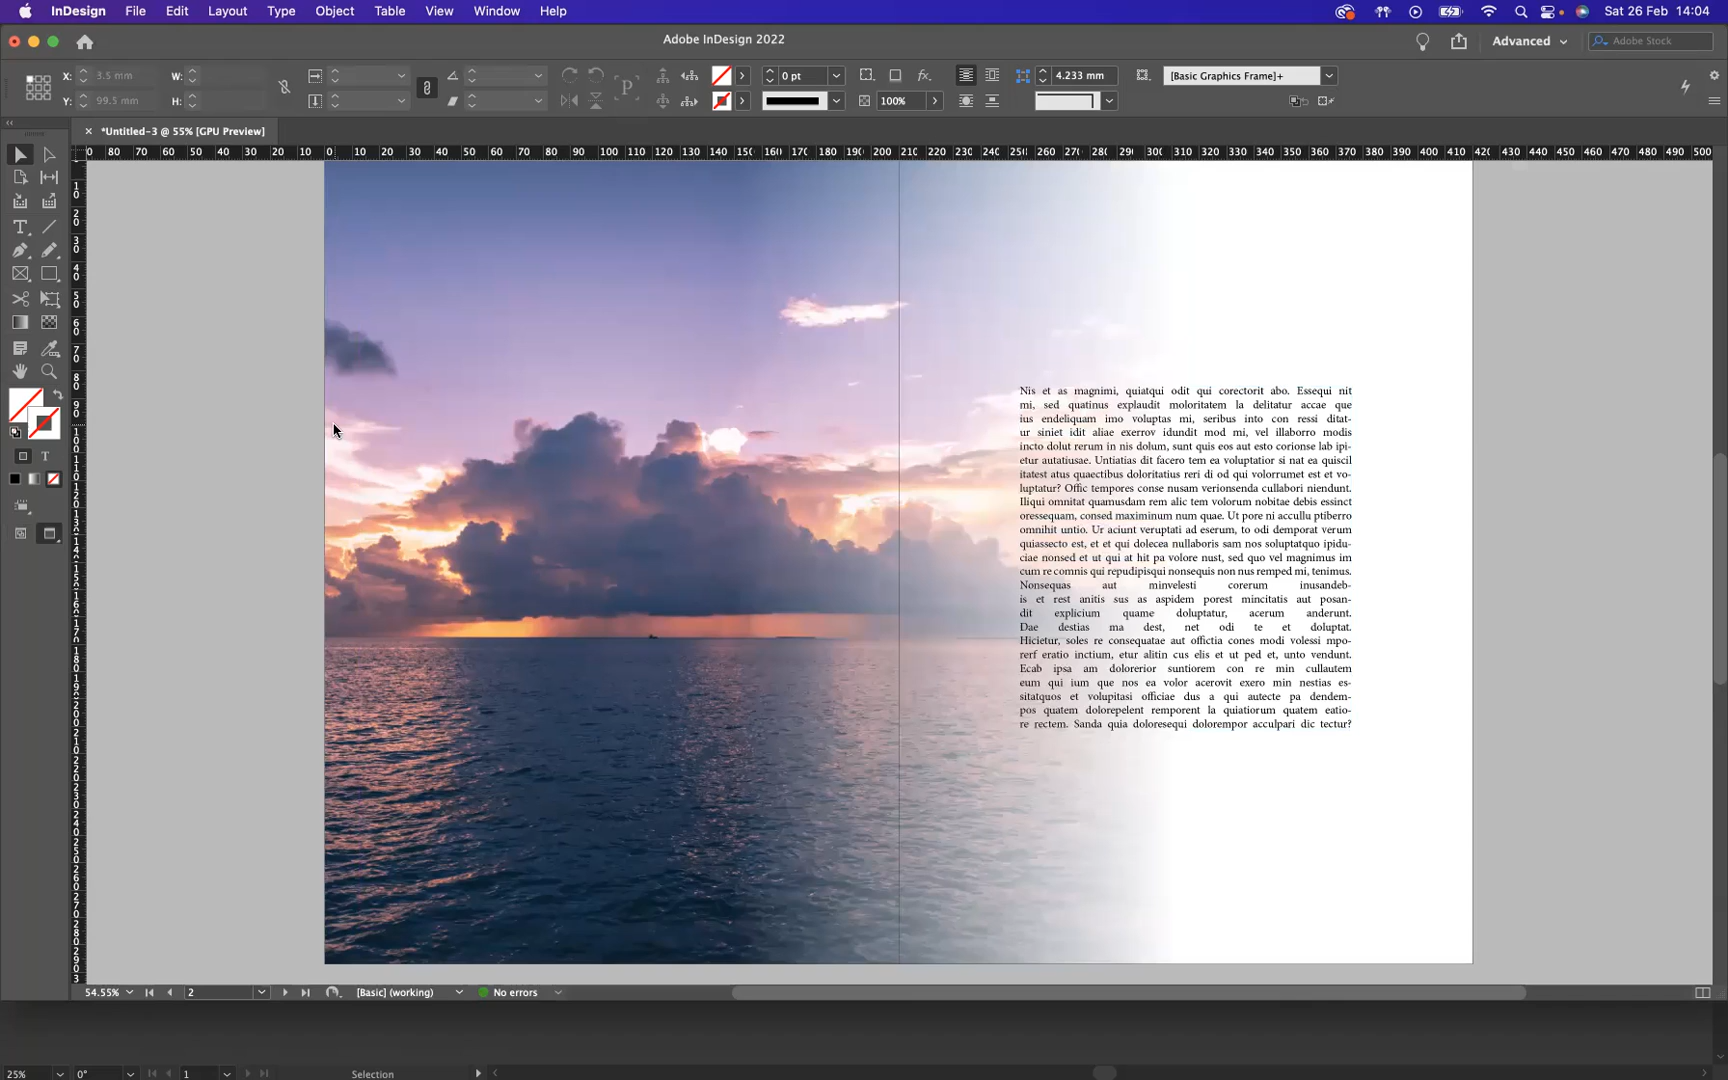 InDesign File Edit Layout Type Object Table View Window Help Sat 26 Feb 14:04
Adobe InDesign 2022 Advanced Adobe Stock
X: 3.5 mm W: 0 pt 4.233 mm [Basic Graphics Frame]+
Y: 99.5 mm H: 100%
*Untitled-3 @ 55% [GPU Preview]
Nis et as magnimi, quiatqui odit qui corectorit abo. Essequi nit
mi, sed quatinus explaudit moloritatem la delitatur accae que
ius endeliquam imo voluptas mi, seribus into con ressi ditat-
ur siniet idit aliae exerrov idundit mod mi, vel illaborro modis
incto dolut rerum in nis dolum, sunt quis eos aut esto corionse lab ipi-
etur autatiusae. Untiatias dit facero tem ea voluptatior si nat ea quiscil
itatest atus quaectibus doloritatius reri di od qui volorumet est et vo-
luptatur? Offic tempores conse nusam verionsenda cullabori niendunt.
Iliqui omnitat quamusdam rem alic tem volorum nobitae debis essinct
oressequam, consed maximinum num quae. Ut pore ni accullu ptiberro
omnihit untio. Ur aciunt veruptati ad eserum, to odi demporat verum
quiassecto est, et et qui dolecea nullaboris sam nos soluptatquo ipidu-
ciae nonsed et ut qui at hit pa volore nust, sed quo vel magnimus im
cum re comnis qui repudipisqui nonsequis non nus remped mi, tenimus.
Nonsequas aut minvelesti corerum inusandeb-
is et rest anitis sus as aspidem porest mincitatis aut posan-
dit explicium quame doluptatur, acerum anderunt.
Dae destias ma dest, net odi te et doluptat.
Hicietur, soles re consequatae aut officitia cones modi volessi mpo-
rerf eratio inctium, etur alitin cus elis et ut ped et, unto vendunt.
Ecab ipsa am dolorerior suntiorem con re min cullautem
eum qui ium que nos ea volor acerovit exero min nestias es-
sitatquos et volupitasi officiae dus a qui autecte pa dendem-
pos quatem dolorepelent remporent la quiatiorum quatem eatio-
re rectem. Sanda quia doloresequi dolorempor acculpari dic tectur?
54.55% 2 [Basic] (working) No errors
25% 0° 1 Selection